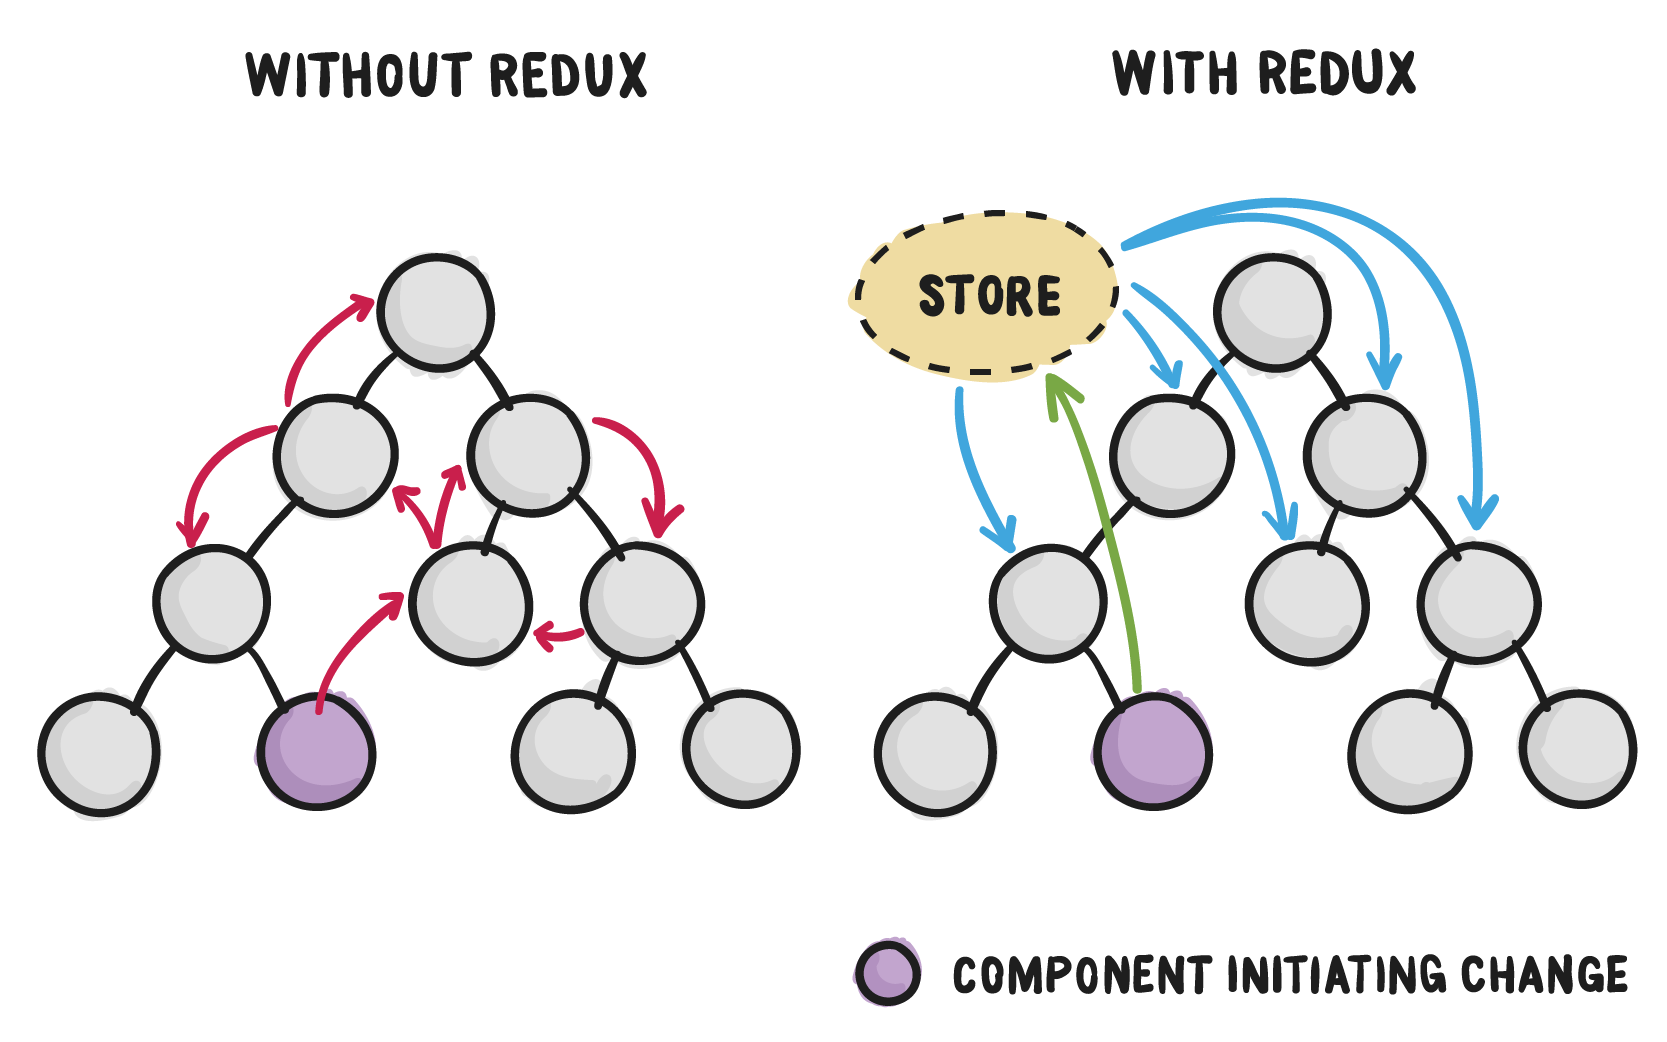 WITHOUT REDUX
WITH REDUX
STORE
COMPONENT INITIATING CHANGE